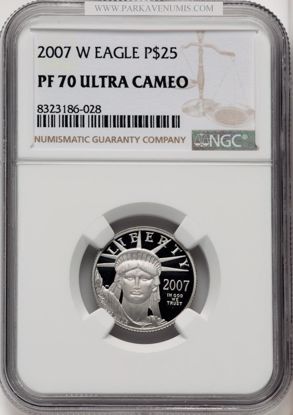 WWW.PARKAVENUMIS.COM
2007 W EAGLE P$25
PF 70 ULTRA CAMEO
8323186-028
NUMISMATIC GUARANTY COMPANY
NGC
LIBERTY
2007
IN GOD
WE
TRUST